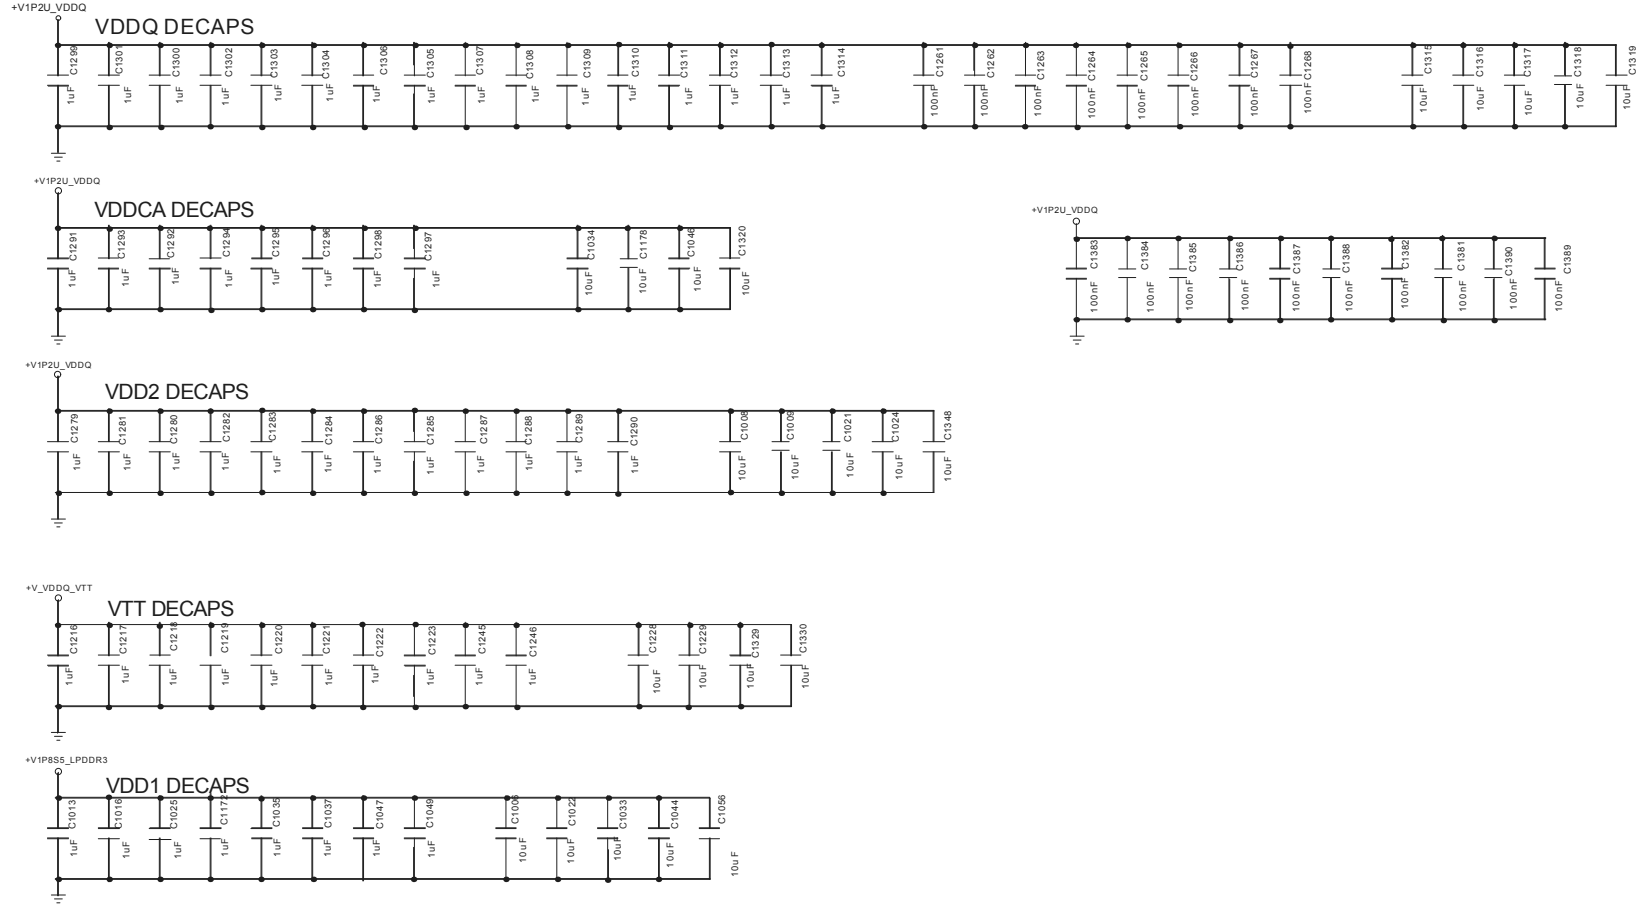 +V1P2U_VDDQ
VDDQ DECAPS
C1299 C1301 C1300 C1302 C1303 C1304 C1306 C1305 C1307 C1308 C1309 C1310 C1311 C1312 C1313 C1314 C1261 C1262 C1263 C1264 C1265 C1266 C1267 C1268 C1315 C1316 C1317 C1318 C1319
1uF 1uF 1uF 1uF 1uF 1uF 1uF 1uF 1uF 1uF 1uF 1uF 1uF 1uF 1uF 1uF 100nF 100nF 100nF 100nF 100nF 100nF 100nF 100nF 10uF 10uF 10uF 10uF 10uF
+V1P2U_VDDQ
VDDCA DECAPS
C1291 C1293 C1292 C1294 C1295 C1296 C1298 C1297 C1034 C1178 C1046 C1320
1uF 1uF 1uF 1uF 1uF 1uF 1uF 1uF 10uF 10uF 10uF 10uF
+V1P2U_VDDQ
C1383 C1384 C1385 C1386 C1387 C1388 C1382 C1381 C1390 C1389
100nF 100nF 100nF 100nF 100nF 100nF 100nF 100nF 100nF 100nF
+V1P2U_VDDQ
VDD2 DECAPS
C1279 C1281 C1280 C1282 C1283 C1284 C1286 C1285 C1287 C1288 C1289 C1290 C1008 C1009 C1021 C1024 C1348
1uF 1uF 1uF 1uF 1uF 1uF 1uF 1uF 1uF 1uF 1uF 1uF 10uF 10uF 10uF 10uF 10uF
+V_VDDQ_VTT
VTT DECAPS
C1216 C1217 C1218 C1219 C1220 C1221 C1222 C1223 C1245 C1246 C1228 C1229 C1329 C1330
1uF 1uF 1uF 1uF 1uF 1uF 1uF 1uF 1uF 1uF 10uF 10uF 10uF 10uF
+V1P8S5_LPDDR3
VDD1 DECAPS
C1013 C1016 C1025 C1172 C1035 C1037 C1047 C1049 C1006 C1022 C1033 C1044 C1056
1uF 1uF 1uF 1uF 1uF 1uF 1uF 1uF 10uF 10uF 10uF 10uF 10uF